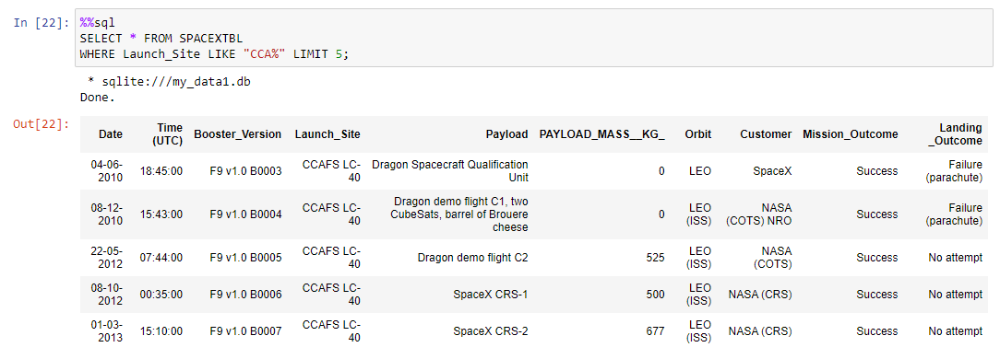 In [22]: %%sql
SELECT * FROM SPACEXTBL
WHERE Launch_Site LIKE "CCA%" LIMIT 5;
* sqlite:///my_data1.db
Done.
Out[22]:
Date Time (UTC) Booster_Version Launch_Site Payload PAYLOAD_MASS__KG_ Orbit Customer Mission_Outcome Landing _Outcome
04-06-2010 18:45:00 F9 v1.0 B0003 CCAFS LC-40 Dragon Spacecraft Qualification Unit 0 LEO SpaceX Success Failure (parachute)
08-12-2010 15:43:00 F9 v1.0 B0004 CCAFS LC-40 Dragon demo flight C1, two CubeSats, barrel of Brouere cheese 0 LEO (ISS) NASA (COTS) NRO Success Failure (parachute)
22-05-2012 07:44:00 F9 v1.0 B0005 CCAFS LC-40 Dragon demo flight C2 525 LEO (ISS) NASA (COTS) Success No attempt
08-10-2012 00:35:00 F9 v1.0 B0006 CCAFS LC-40 SpaceX CRS-1 500 LEO (ISS) NASA (CRS) Success No attempt
01-03-2013 15:10:00 F9 v1.0 B0007 CCAFS LC-40 SpaceX CRS-2 677 LEO (ISS) NASA (CRS) Success No attempt